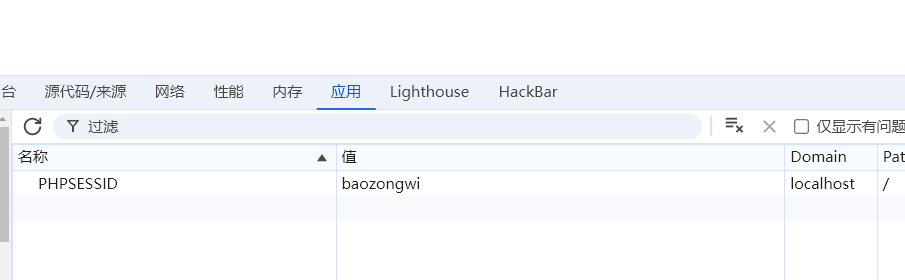 台 源代码/来源 网络 性能 内存 应用 Lighthouse HackBar
过滤 仅显示有问题
名称 值 Domain Pat
PHPSESSID baozongwi localhost /